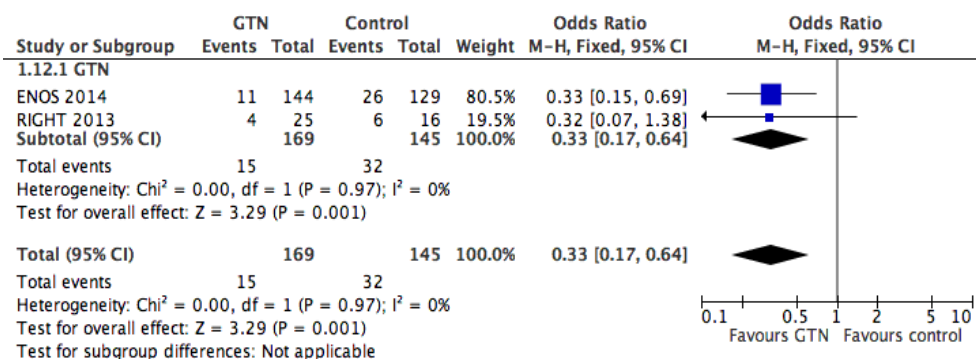 GTN Control Odds Ratio Odds Ratio
Study or Subgroup Events Total Events Total Weight M-H, Fixed, 95% CI M-H, Fixed, 95% CI
1.12.1 GTN
ENOS 2014 11 144 26 129 80.5% 0.33 [0.15, 0.69]
RIGHT 2013 4 25 6 16 19.5% 0.32 [0.07, 1.38]
Subtotal (95% CI) 169 145 100.0% 0.33 [0.17, 0.64]
Total events 15 32
Heterogeneity: Chi² = 0.00, df = 1 (P = 0.97); I² = 0%
Test for overall effect: Z = 3.29 (P = 0.001)
Total (95% CI) 169 145 100.0% 0.33 [0.17, 0.64]
Total events 15 32
Heterogeneity: Chi² = 0.00, df = 1 (P = 0.97); I² = 0%
Test for overall effect: Z = 3.29 (P = 0.001)
Test for subgroup differences: Not applicable
0.1 0.5 1 2 5 10
Favours GTN Favours control